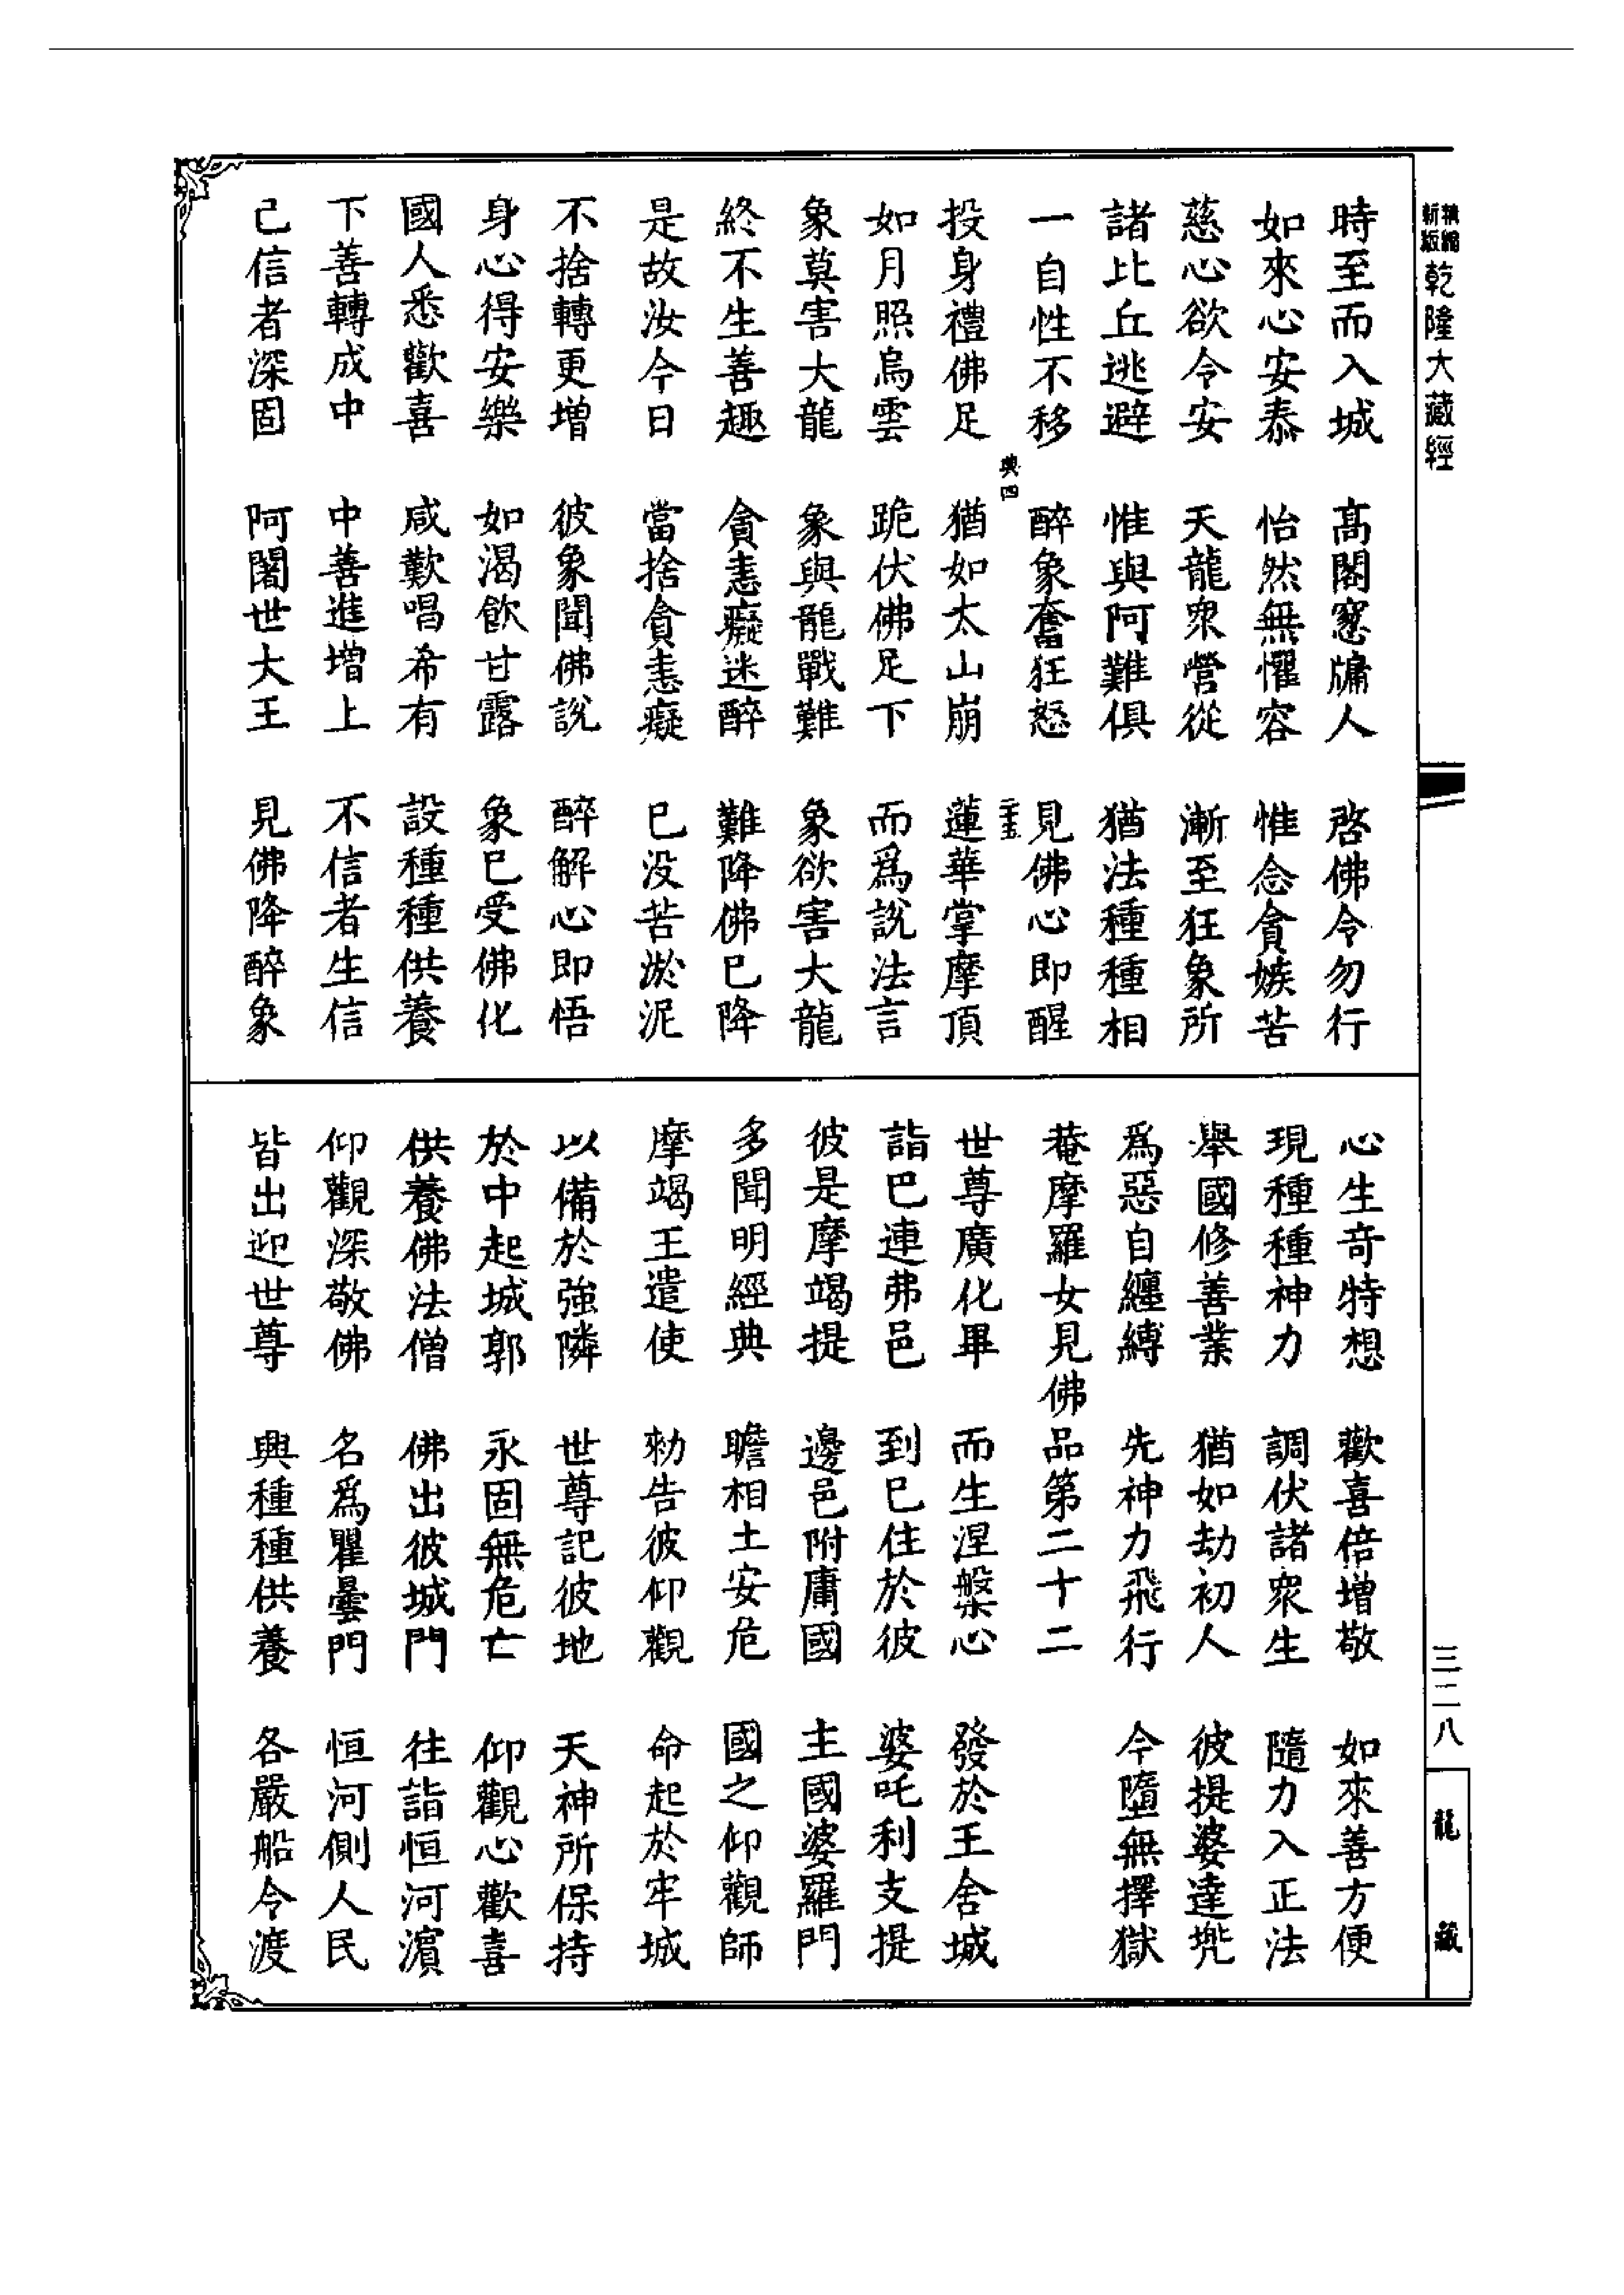 新版精縮乾隆大藏經
時至而入城 高閣窻牖人 啓佛令勿行
如來心安泰 怡然無懼容 惟念貪嫉苦
慈心欲令安 天龍衆營從 漸至狂象所
諸比丘逃避 惟與阿難俱 猶法種種相
一自性不移 醉象奮狂怒 見佛心即醒
典四 二五
投身禮佛足 猶如太山崩 蓮華掌摩頂
如月照烏雲 跪伏佛足下 而爲說法言
象莫害大龍 象與龍戰難 象欲害大龍
終不生善趣 貪恚癡迷醉 難降佛已降
是故汝今日 當捨貪恚癡 已没苦淤泥
不捨轉更增 彼象聞佛說 醉解心即悟
身心得安樂 如渴飲甘露 象已受佛化
國人悉歡喜 咸歎唱希有 設種種供養
下善轉成中 中善進增上 不信者生信
已信者深固 阿闍世大王 見佛降醉象
心生奇特想 歡喜倍增敬 如來善方便
現種種神力 調伏諸衆生 隨力入正法
舉國修善業 猶如劫初人 彼提婆達兜
爲惡自纏縛 先神力飛行 今墮無擇獄
菴摩羅女見佛品第二十二
世尊廣化畢 而生涅槃心 發於王舍城
詣巴連弗邑 到已住於彼 婆吒利支提
彼是摩竭提 邊邑附庸國 主國婆羅門
多聞明經典 瞻相土安危 國之仰觀師
摩竭王遣使 勑告彼仰觀 命起於牢城
以備於強隣 世尊記彼地 天神所保持
於中起城郭 永固無危亡 仰觀心歡喜
供養佛法僧 佛出彼城門 往詣恒河濵
仰觀深敬佛 名爲瞿曇門 恒河側人民
皆出迎世尊 興種種供養 各嚴船令渡
三二八
龍藏